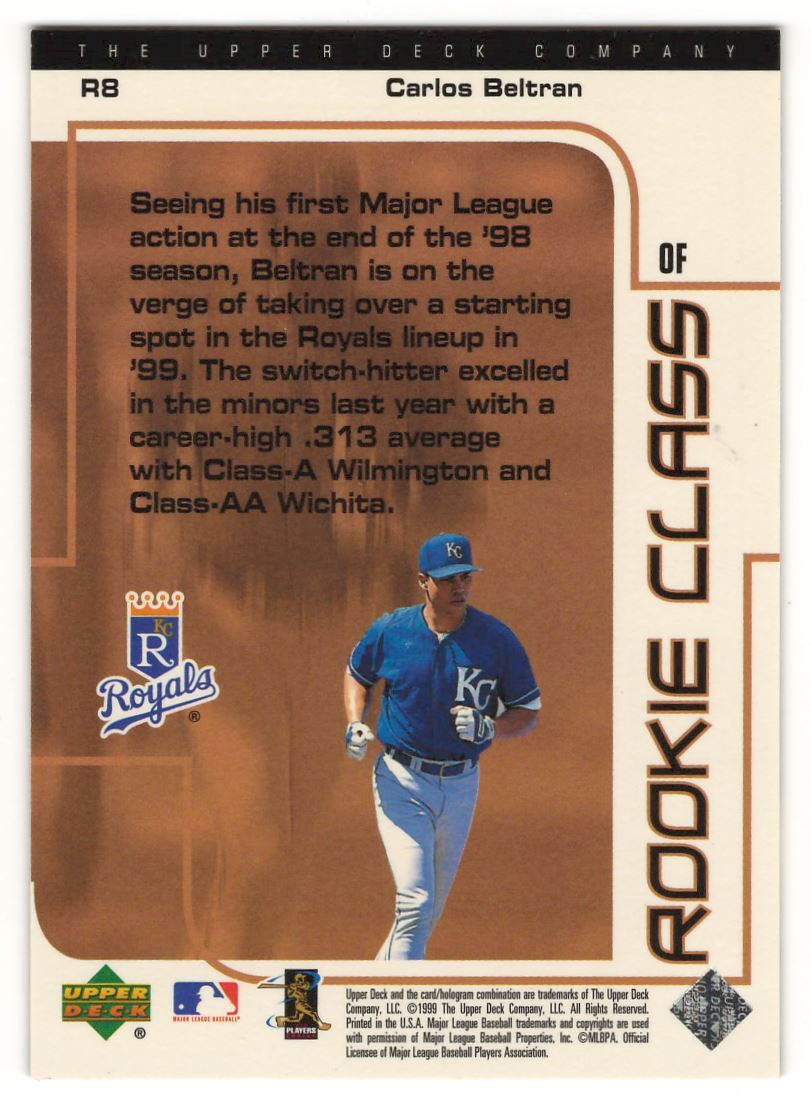 THE UPPER DECK COMPANY
R8 Carlos Beltran
Seeing his first Major League
action at the end of the '98
season, Beltran is on the
verge of taking over a starting
spot in the Royals lineup in
'99. The switch-hitter excelled
in the minors last year with a
career-high .313 average
with Class-A Wilmington and
Class-AA Wichita.
OF
ROOKIE CLASS
KC
KC
KC
R
Royals®
UPPER
DECK
®
MAJOR LEAGUE BASEBALL
PLAYERS
Upper Deck and the card/hologram combination are trademarks of The Upper Deck
Company, LLC. ©1999 The Upper Deck Company, LLC. All Rights Reserved.
Printed in the U.S.A. Major League Baseball trademarks and copyrights are used
with permission of Major League Baseball Properties, Inc. ©MLBPA. Official
Licensee of Major League Baseball Players Association.